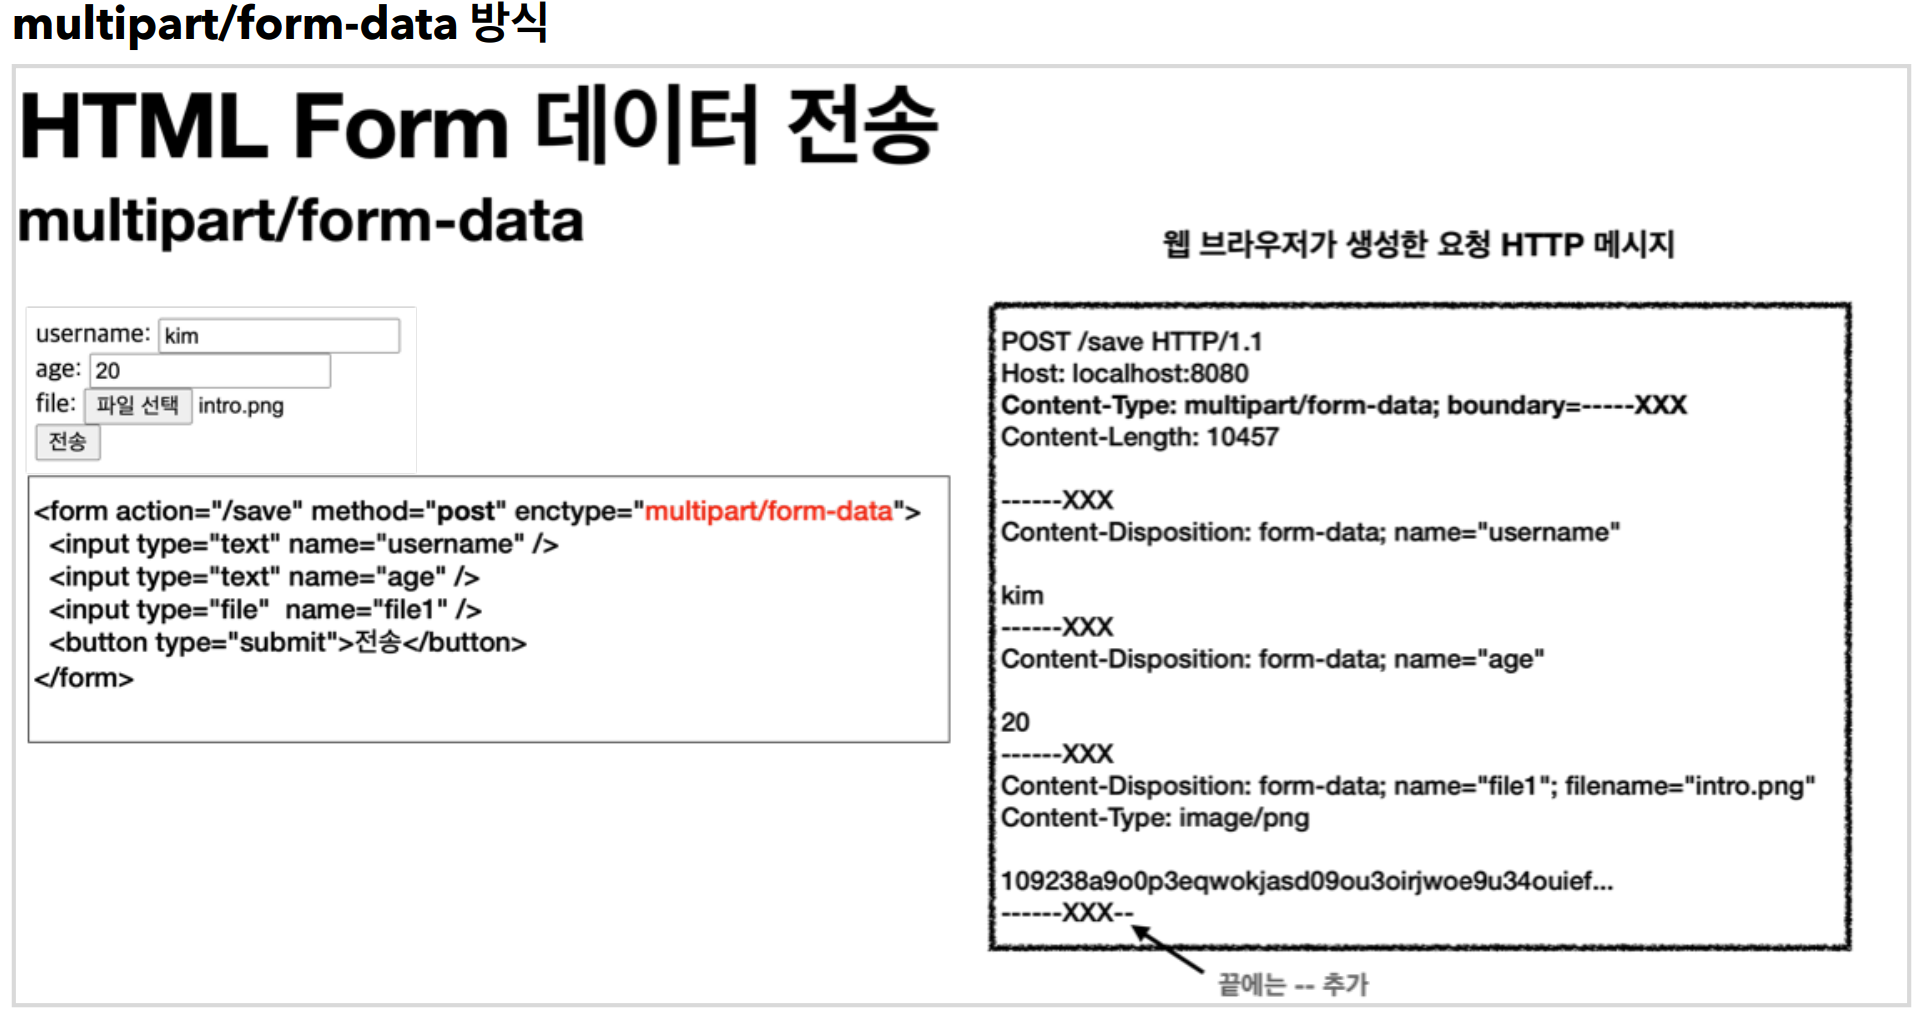 multipart/form-data 방식
HTML Form 데이터 전송
multipart/form-data
username: kim
age: 20
file: 파일 선택 intro.png
전송
<form action="/save" method="post" enctype="multipart/form-data">
<input type="text" name="username" />
<input type="text" name="age" />
<input type="file"  name="file1" />
<button type="submit">전송</button>
</form>
웹 브라우저가 생성한 요청 HTTP 메시지
POST /save HTTP/1.1
Host: localhost:8080
Content-Type: multipart/form-data; boundary=-----XXX
Content-Length: 10457
------XXX
Content-Disposition: form-data; name="username"
kim
------XXX
Content-Disposition: form-data; name="age"
20
------XXX
Content-Disposition: form-data; name="file1"; filename="intro.png"
Content-Type: image/png
109238a9o0p3eqwokjasd09ou3oirjwoe9u34ouief...
------XXX--
끝에는 -- 추가